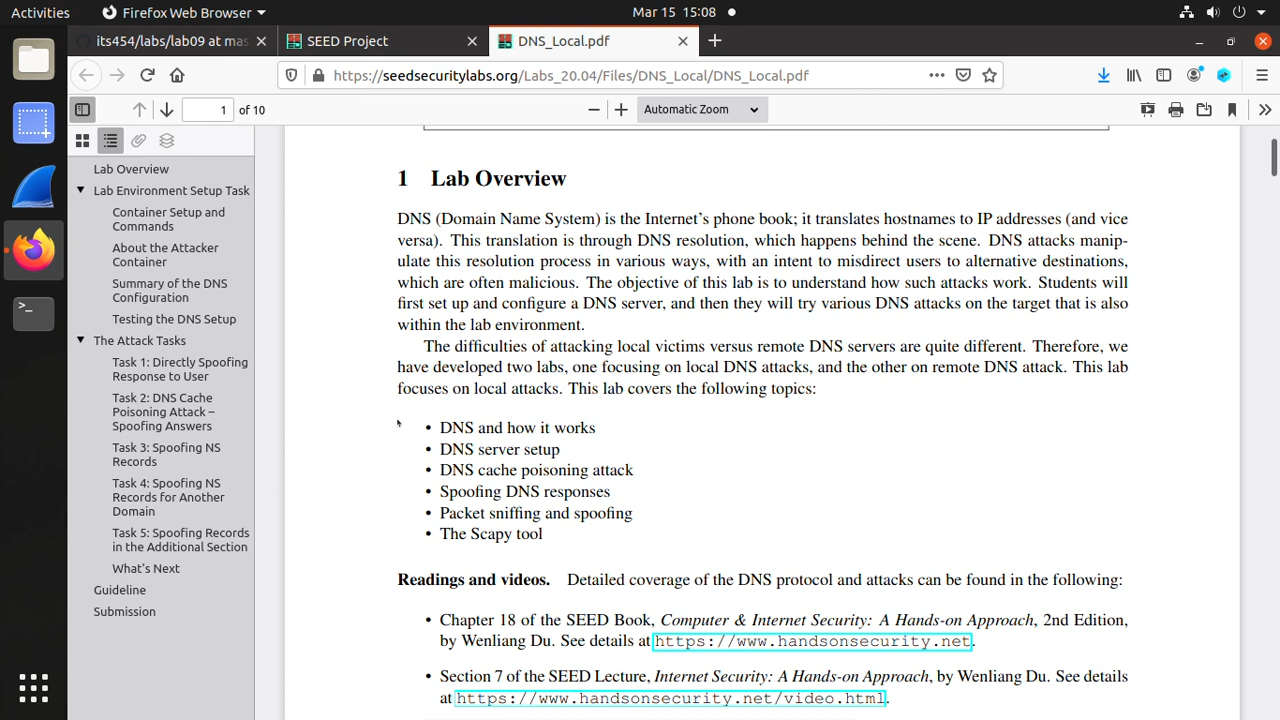 Activities
Firefox Web Browser
Mar 15 15:08
its454/labs/lab09 at mas
SEED Project
DNS_Local.pdf
https://seedsecuritylabs.org/Labs_20.04/Files/DNS_Local/DNS_Local.pdf
1 of 10
Automatic Zoom
Lab Overview
Lab Environment Setup Task
Container Setup and
Commands
About the Attacker
Container
Summary of the DNS
Configuration
Testing the DNS Setup
The Attack Tasks
Task 1: Directly Spoofing
Response to User
Task 2: DNS Cache
Poisoning Attack –
Spoofing Answers
Task 3: Spoofing NS
Records
Task 4: Spoofing NS
Records for Another
Domain
Task 5: Spoofing Records
in the Additional Section
What's Next
Guideline
Submission
1 Lab Overview
DNS (Domain Name System) is the Internet's phone book; it translates hostnames to IP addresses (and vice
versa). This translation is through DNS resolution, which happens behind the scene. DNS attacks manip-
ulate this resolution process in various ways, with an intent to misdirect users to alternative destinations,
which are often malicious. The objective of this lab is to understand how such attacks work. Students will
first set up and configure a DNS server, and then they will try various DNS attacks on the target that is also
within the lab environment.
The difficulties of attacking local victims versus remote DNS servers are quite different. Therefore, we
have developed two labs, one focusing on local DNS attacks, and the other on remote DNS attack. This lab
focuses on local attacks. This lab covers the following topics:
• DNS and how it works
• DNS server setup
• DNS cache poisoning attack
• Spoofing DNS responses
• Packet sniffing and spoofing
• The Scapy tool
Readings and videos. Detailed coverage of the DNS protocol and attacks can be found in the following:
• Chapter 18 of the SEED Book, Computer & Internet Security: A Hands-on Approach, 2nd Edition,
by Wenliang Du. See details at https://www.handsonsecurity.net.
• Section 7 of the SEED Lecture, Internet Security: A Hands-on Approach, by Wenliang Du. See details
at https://www.handsonsecurity.net/video.html.